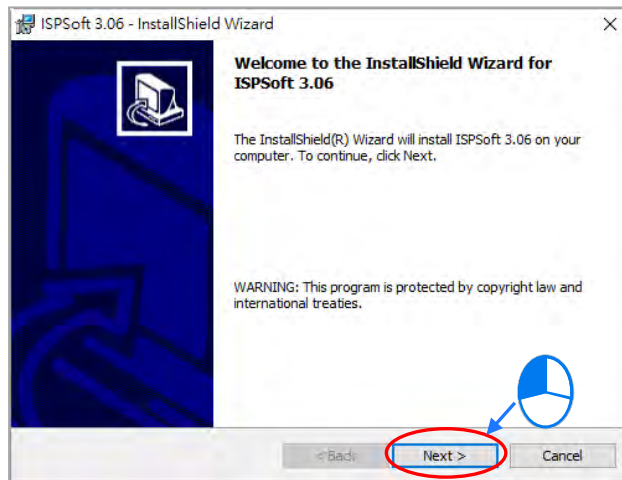 ISPSoft 3.06 - InstallShield Wizard
Welcome to the InstallShield Wizard for
ISPSoft 3.06
The InstallShield(R) Wizard will install ISPSoft 3.06 on your
computer. To continue, click Next.
WARNING: This program is protected by copyright law and
international treaties.
< Back Next > Cancel